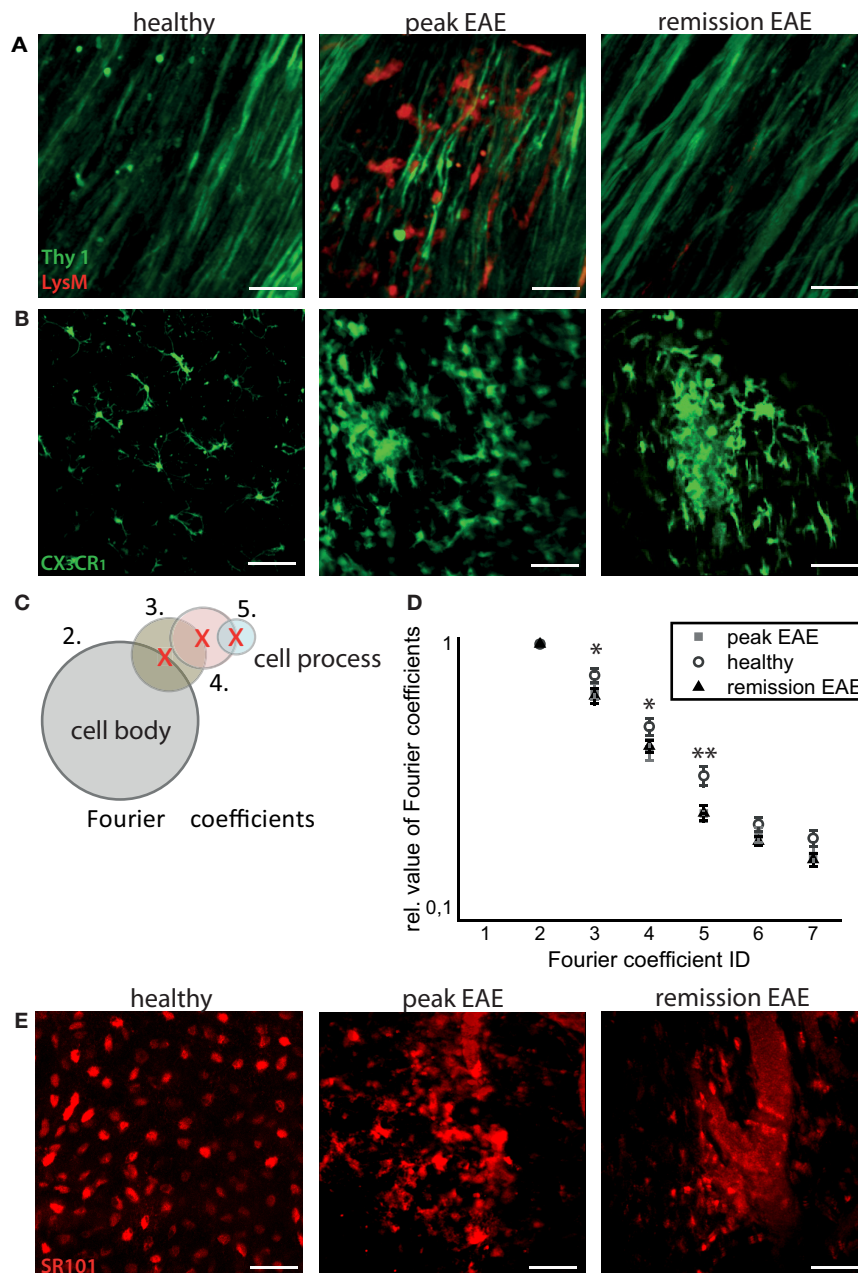 healthy peak EAE remission EAE
A
Thy 1
LysM
B
CX3CR1
C
2. 3. 5.
cell process
4.
cell body
Fourier coefficients
D
1
* * **
peak EAE
healthy
remission EAE
0,1
rel. value of Fourier coefficients
1 2 3 4 5 6 7
Fourier coefficient ID
healthy peak EAE remission EAE
E
SR101